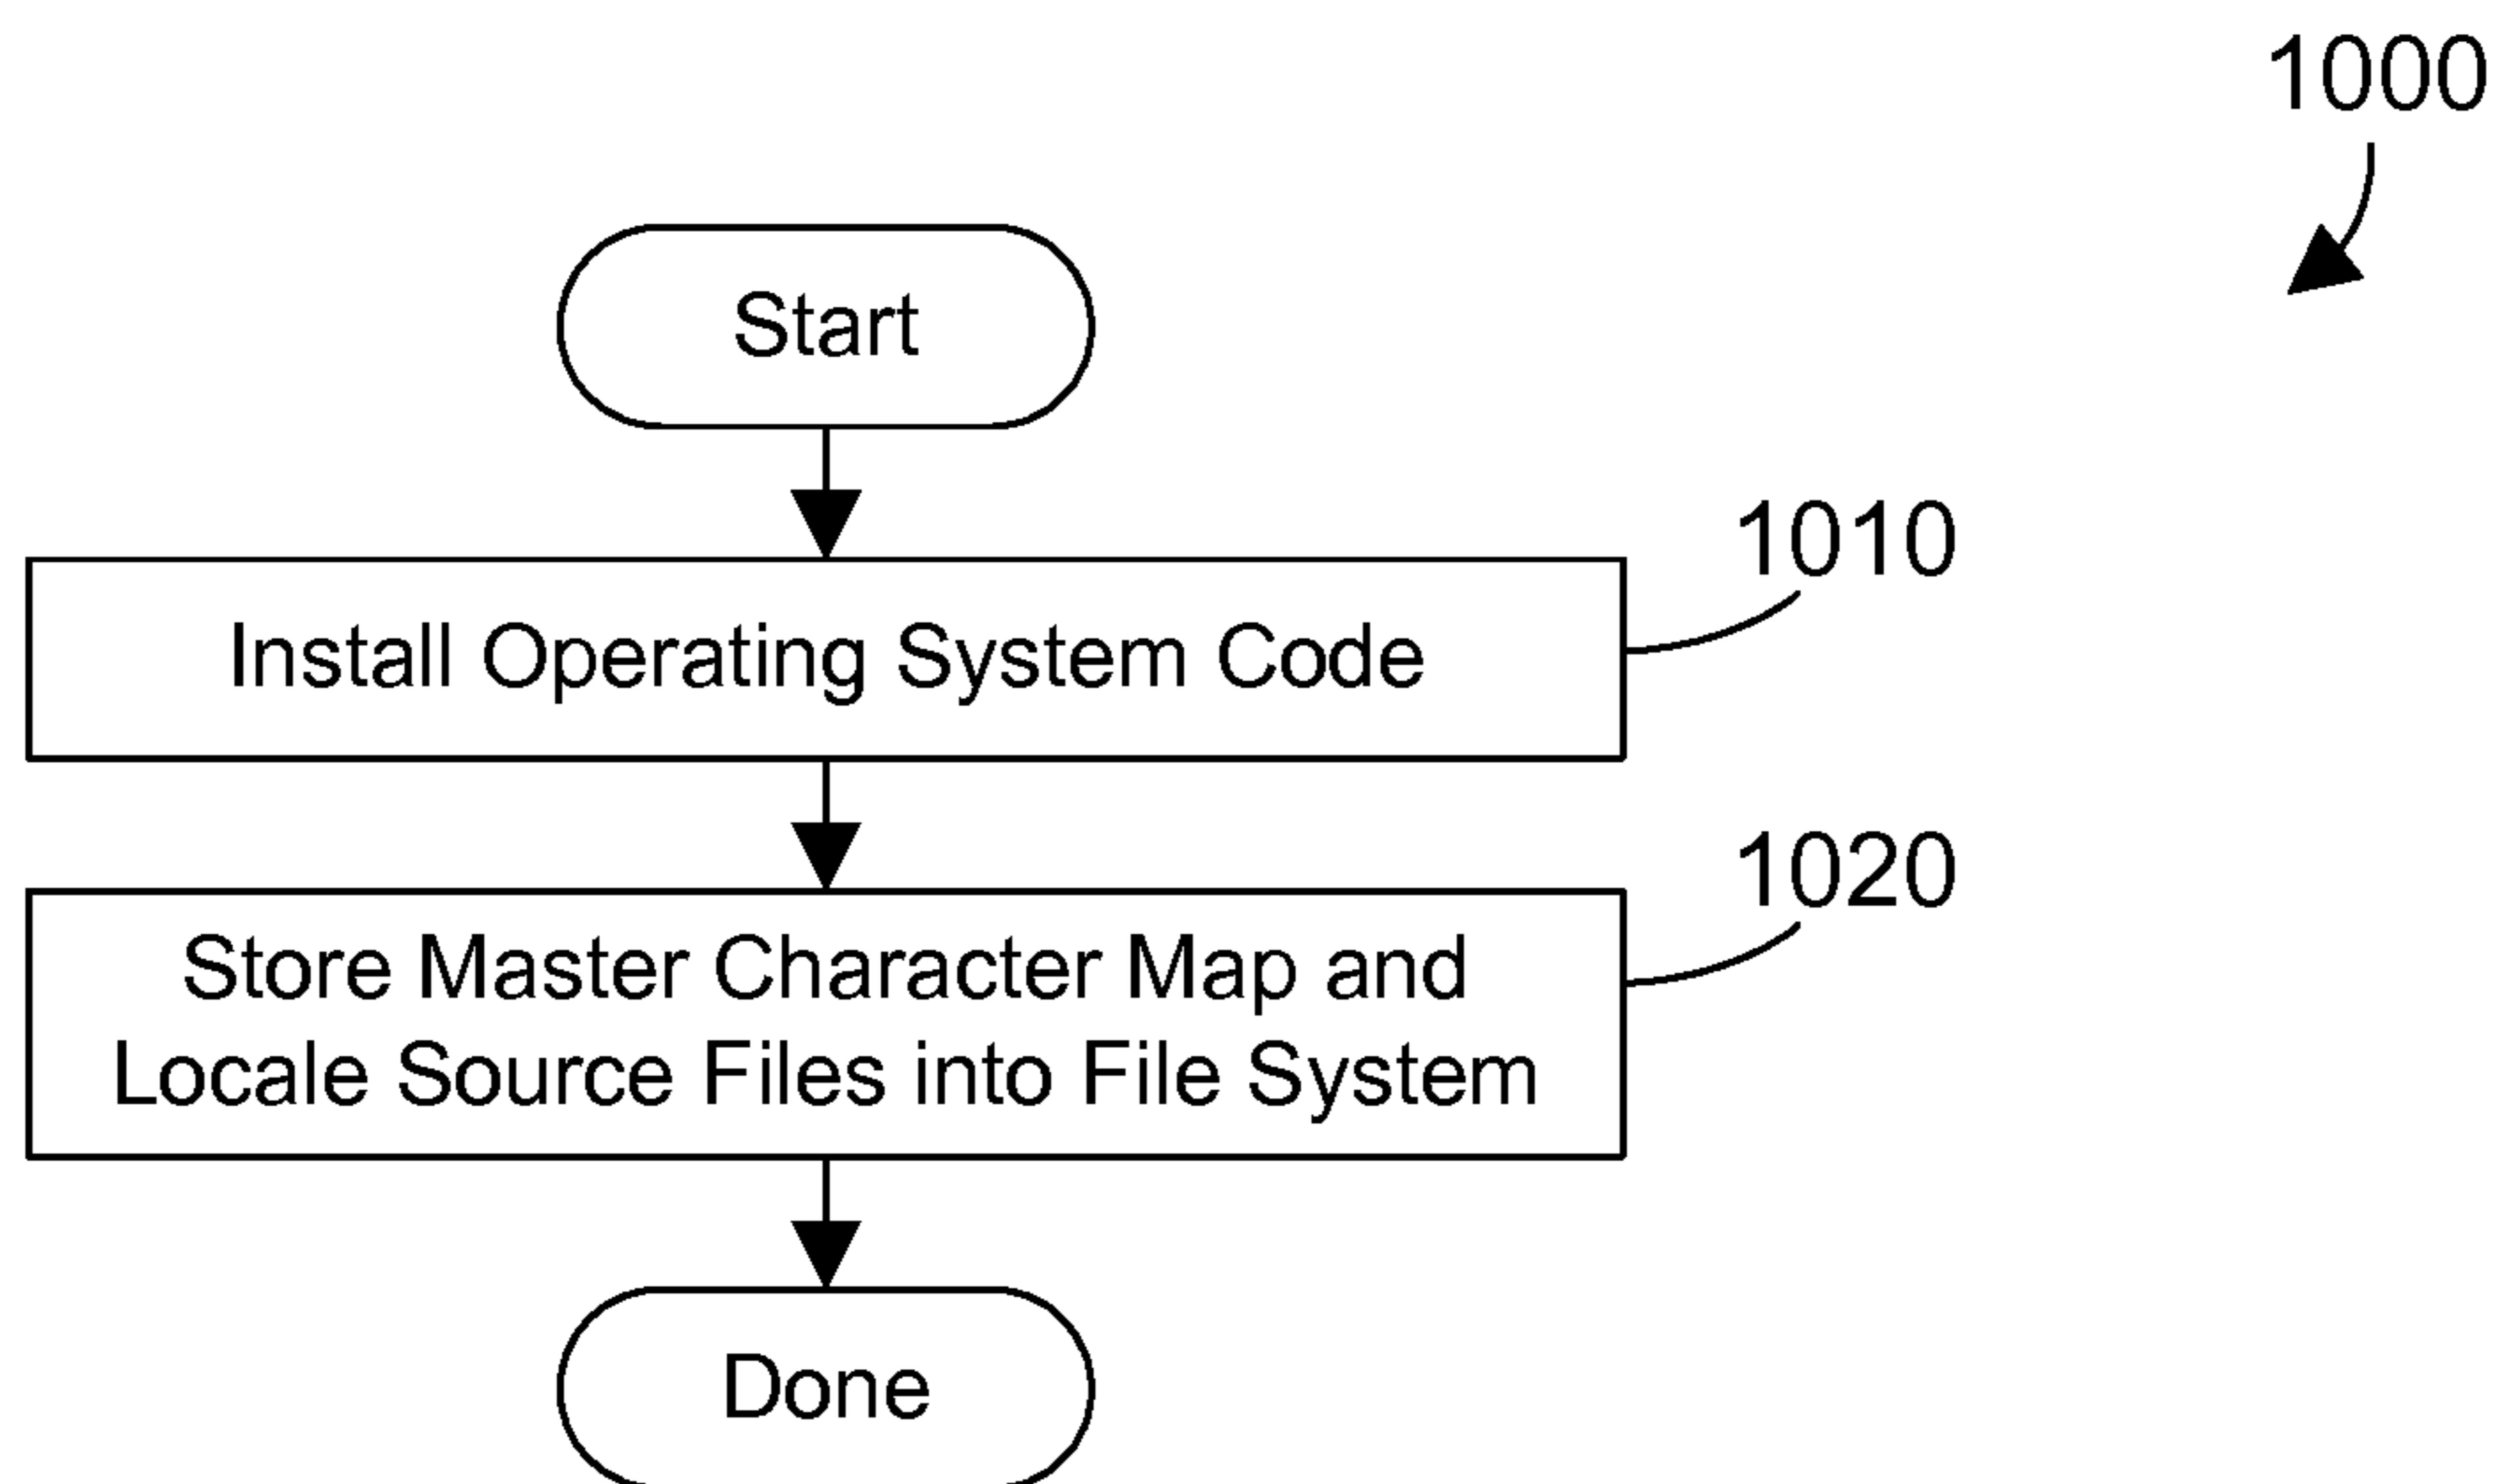 1000
Start
1010
Install Operating System Code
1020
Store Master Character Map and
Locale Source Files into File System
Done